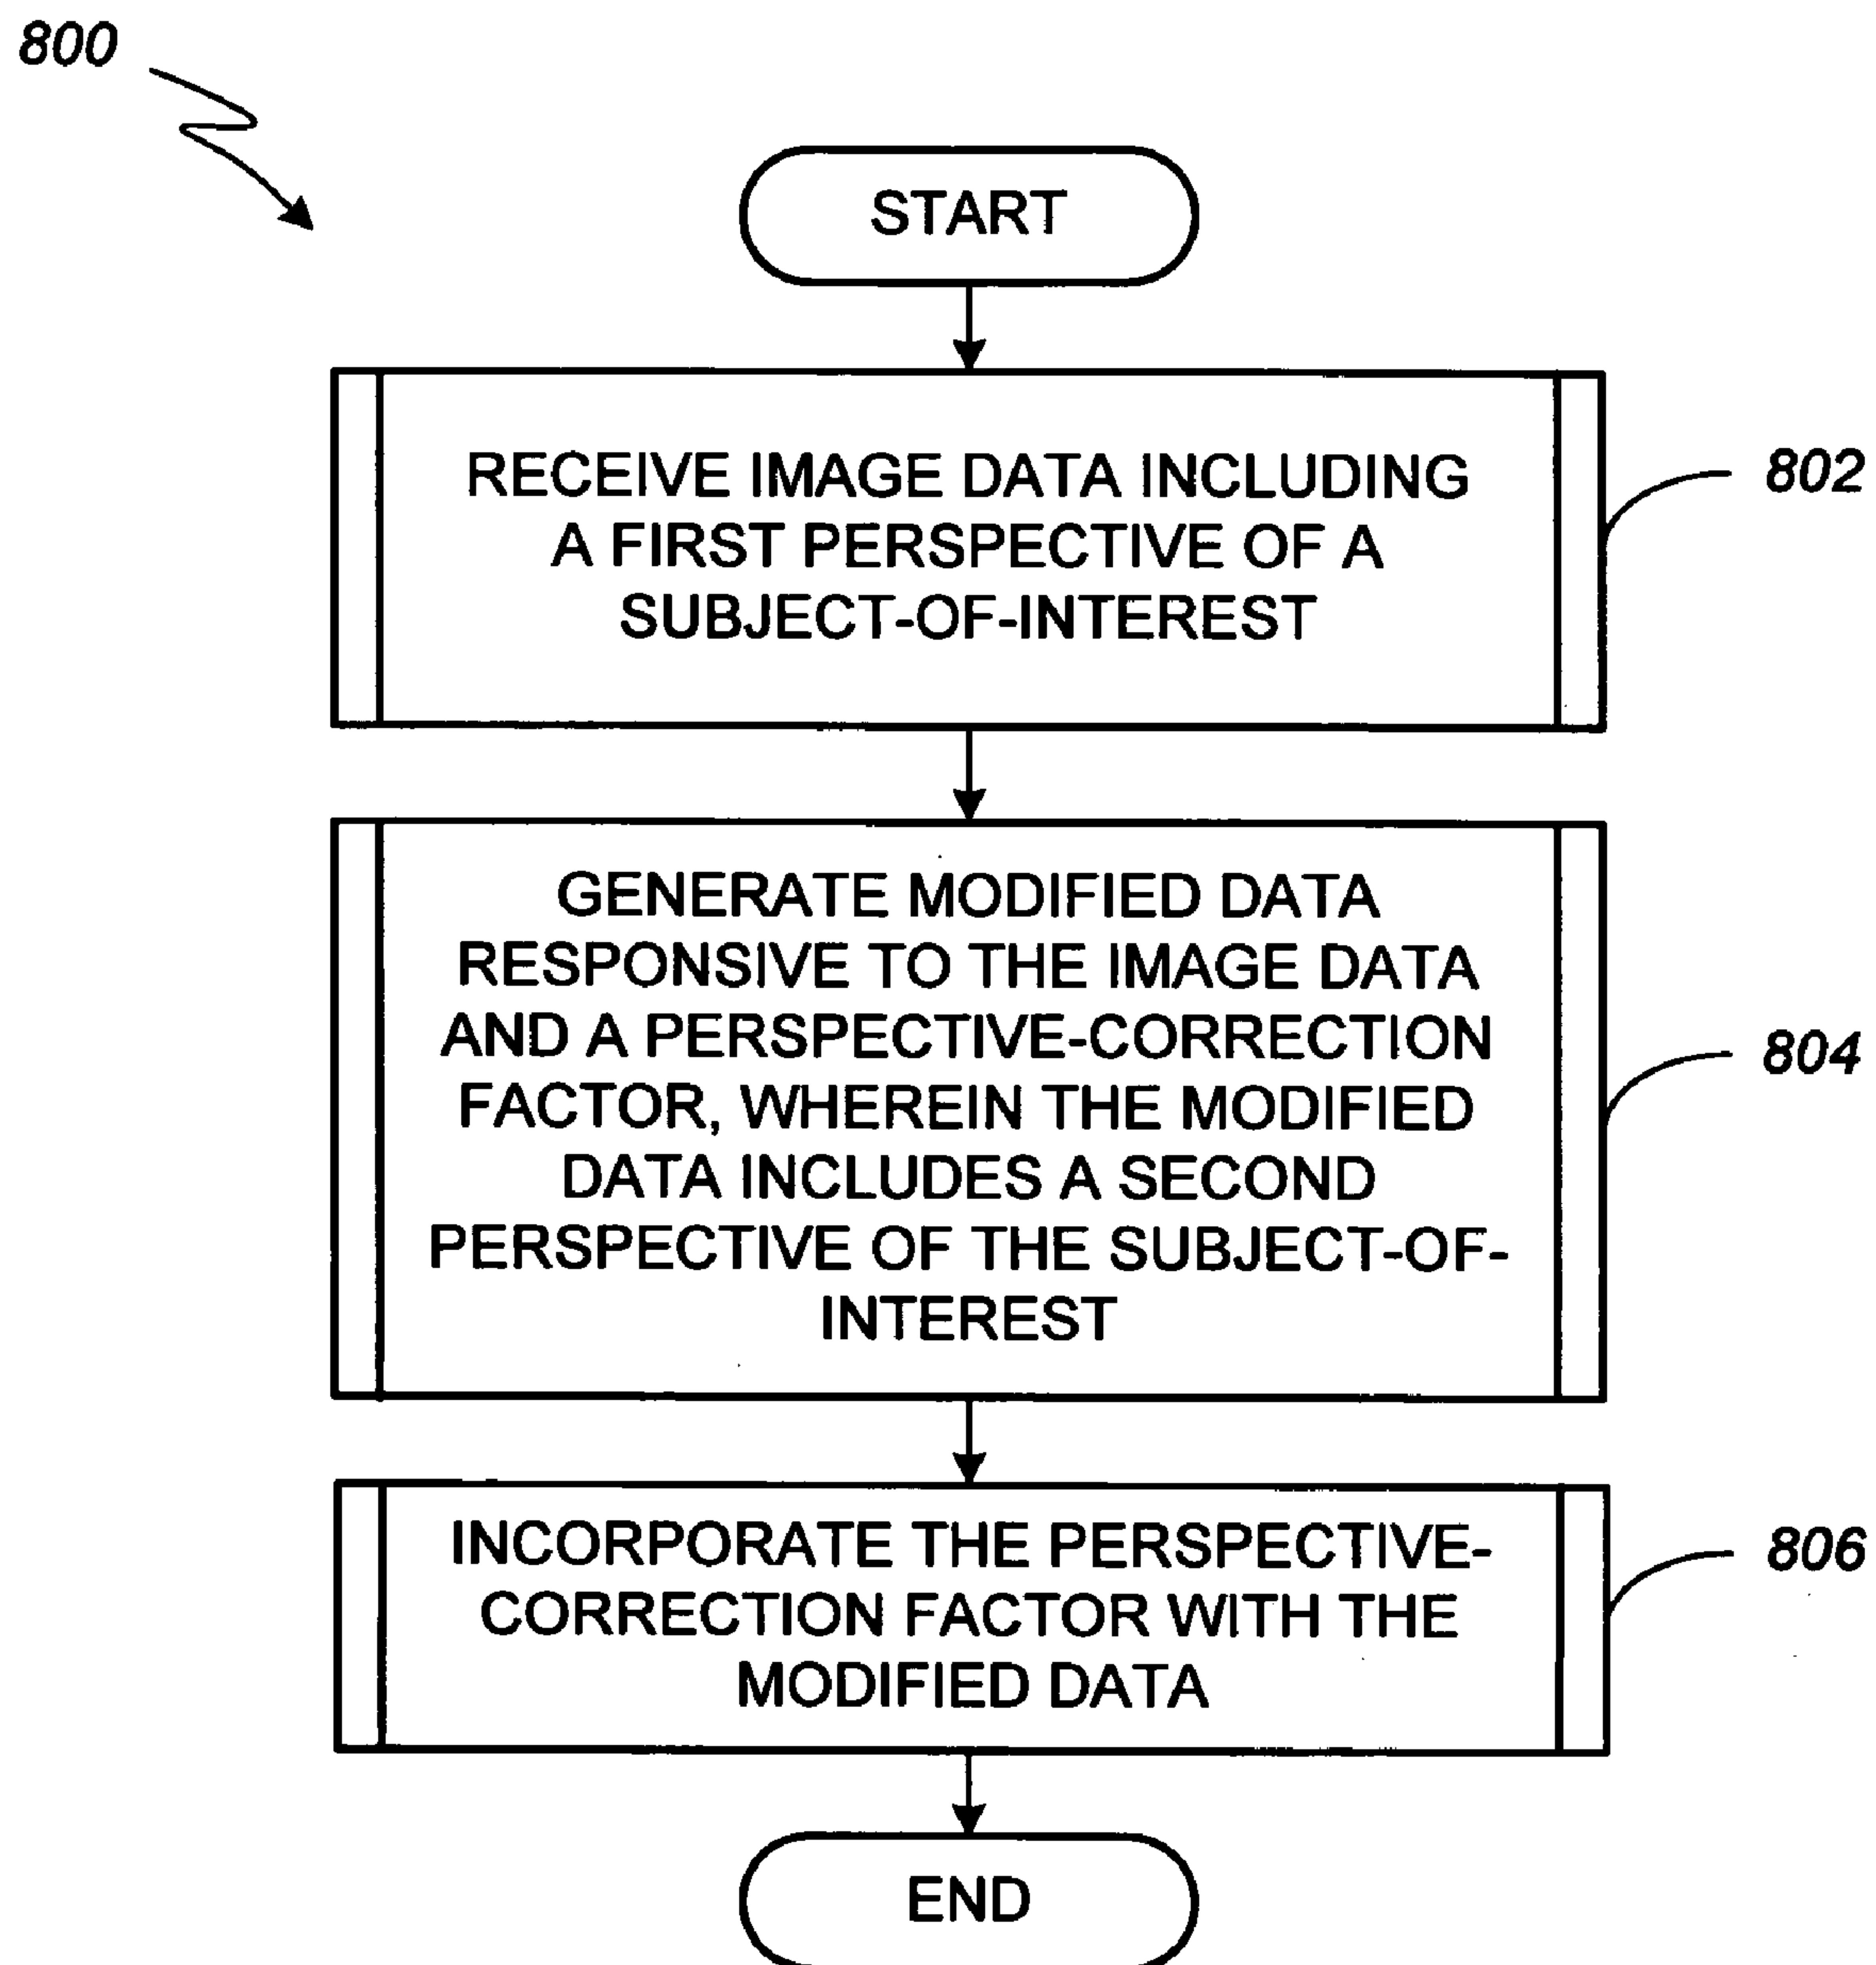 800
START
RECEIVE IMAGE DATA INCLUDING
A FIRST PERSPECTIVE OF A
SUBJECT-OF-INTEREST
802
GENERATE MODIFIED DATA
RESPONSIVE TO THE IMAGE DATA
AND A PERSPECTIVE-CORRECTION
FACTOR, WHEREIN THE MODIFIED
DATA INCLUDES A SECOND
PERSPECTIVE OF THE SUBJECT-OF-
INTEREST
804
INCORPORATE THE PERSPECTIVE-
CORRECTION FACTOR WITH THE
MODIFIED DATA
806
END